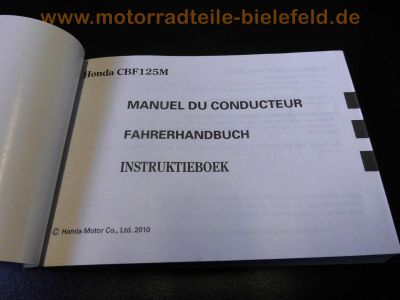 www.motorradteile-bielefeld.de
Honda CBF125M
MANUEL DU CONDUCTEUR
FAHRERHANDBUCH
INSTRUKTIEBOEK
© Honda Motor Co., Ltd. 2010